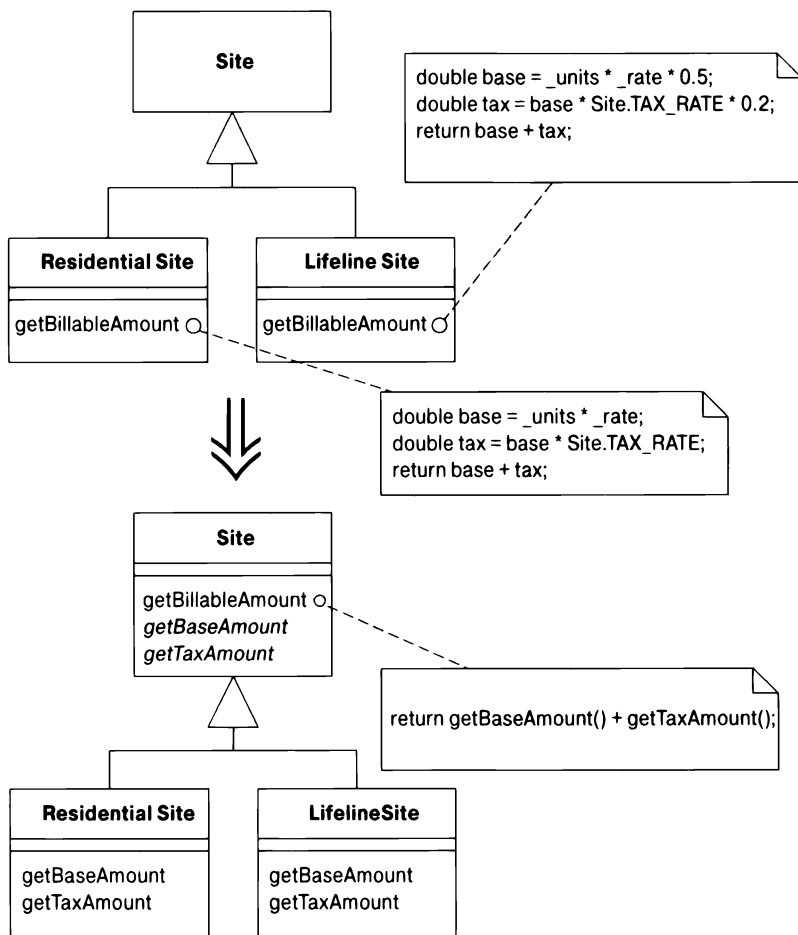 Site
double base = _units * _rate * 0.5;
double tax = base * Site.TAX_RATE * 0.2;
return base + tax;
Residential Site
getBillableAmount
Lifeline Site
getBillableAmount
double base = _units * _rate;
double tax = base * Site.TAX_RATE;
return base + tax;
Site
getBillableAmount
getBaseAmount
getTaxAmount
return getBaseAmount() + getTaxAmount();
Residential Site
getBaseAmount
getTaxAmount
LifelineSite
getBaseAmount
getTaxAmount